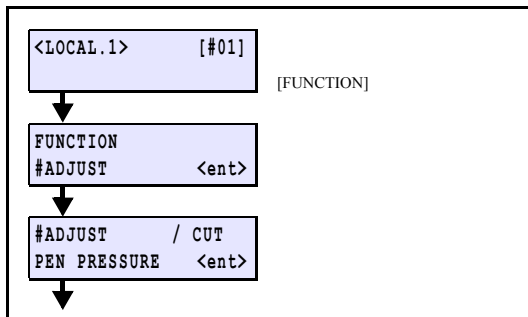 <LOCAL.1> [#01]
[FUNCTION]
FUNCTION
#ADJUST <ent>
#ADJUST / CUT
PEN PRESSURE <ent>